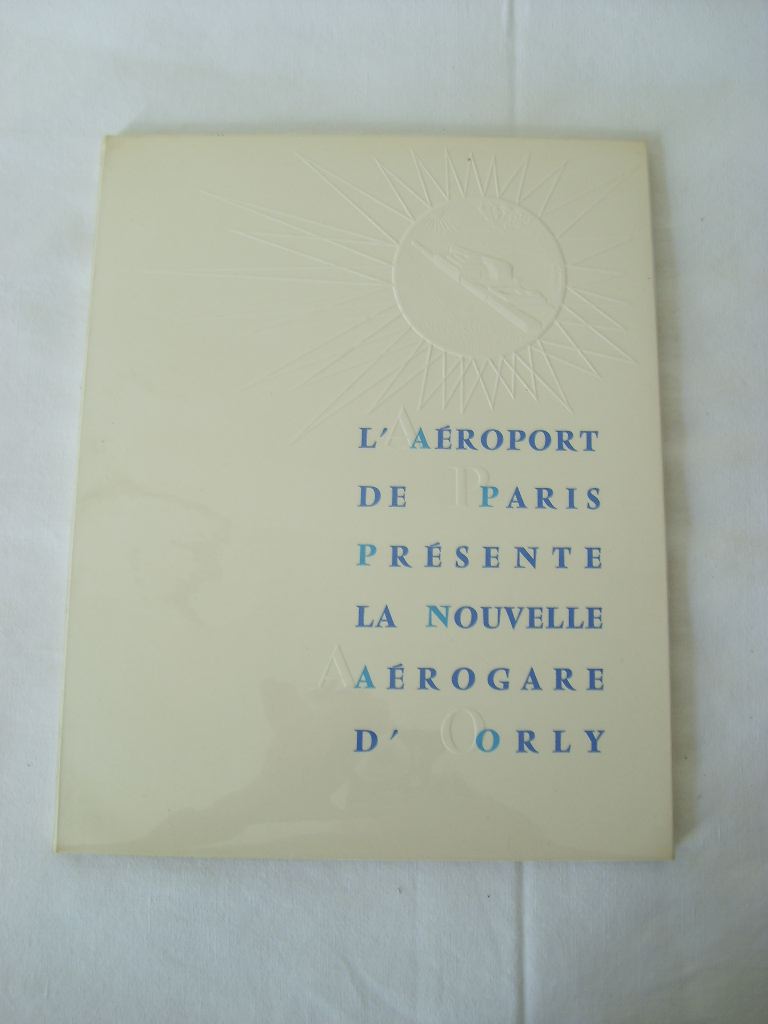 L' AÉROPORT
DE PARIS
PRÉSENTE
LA NOUVELLE
AÉROGARE
D' ORLY
A
P
A
O